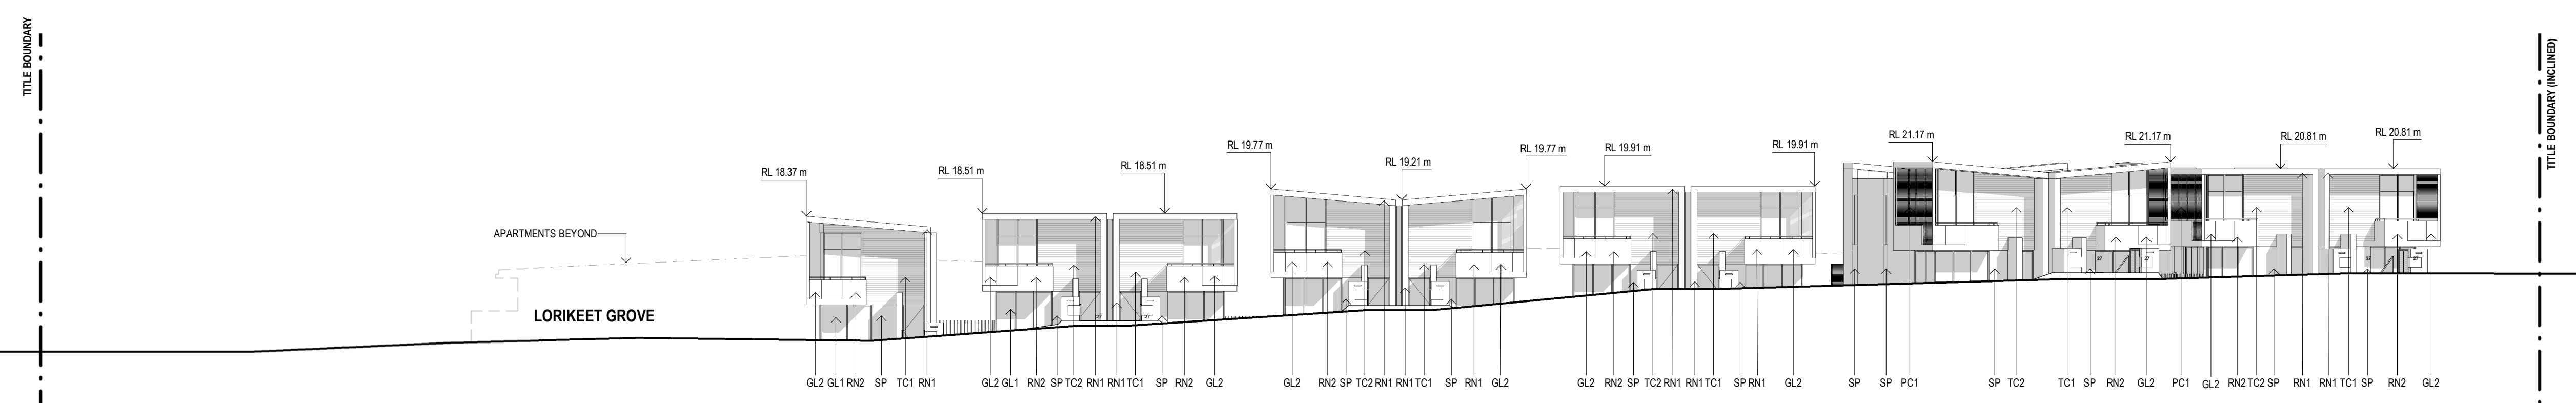 TITLE BOUNDARY
TITLE BOUNDARY (INCLINED)
RL 18.37 m
RL 18.51 m
RL 18.51 m
RL 19.77 m
RL 19.21 m
RL 19.77 m
RL 19.91 m
RL 19.91 m
RL 21.17 m
RL 21.17 m
RL 20.81 m
RL 20.81 m
APARTMENTS BEYOND
LORIKEET GROVE
27
27
27
27
27
GL2 GL1 RN2 SP TC1 RN1
GL2 GL1 RN2 SP TC2 RN1 RN1 TC1 SP RN2 GL2
GL2 RN2 SP TC2 RN1 RN1 TC1 SP RN1 GL2
GL2 RN2 SP TC2 RN1 RN1 TC1 SP RN1 GL2
SP SP PC1 SP TC2 TC1 SP RN2 GL2 PC1 GL2 RN2 TC2 SP RN1 RN1 TC1 SP RN2 GL2